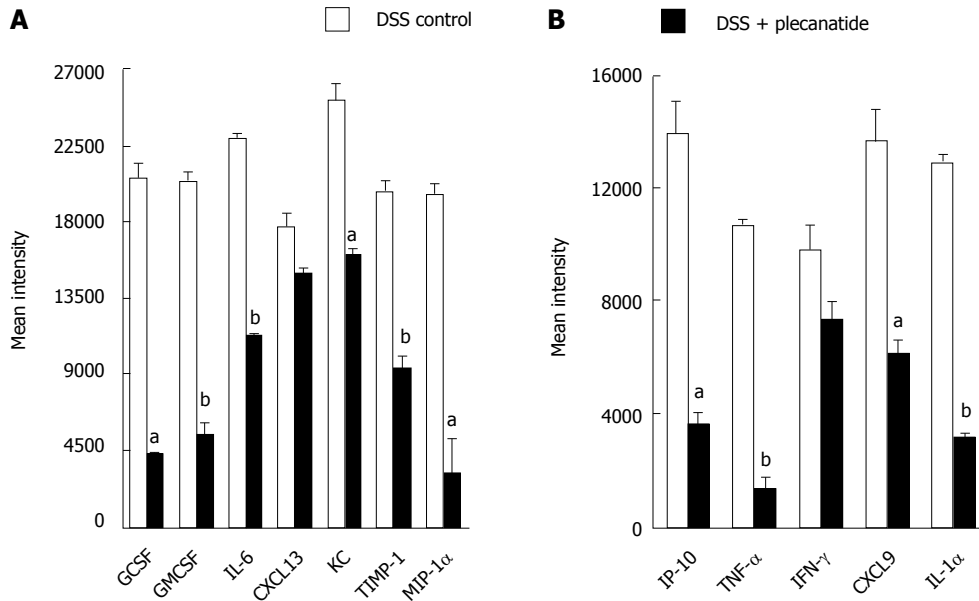 A
DSS control
Mean intensity
27000
22500
18000
13500
9000
4500
0
a
b
b
a
b
a
GCSF
GMCSF
IL-6
CXCL13
KC
TIMP-1
MIP-1α
B
DSS + plecanatide
Mean intensity
16000
12000
8000
4000
0
a
b
a
b
IP-10
TNF-α
IFN-γ
CXCL9
IL-1α